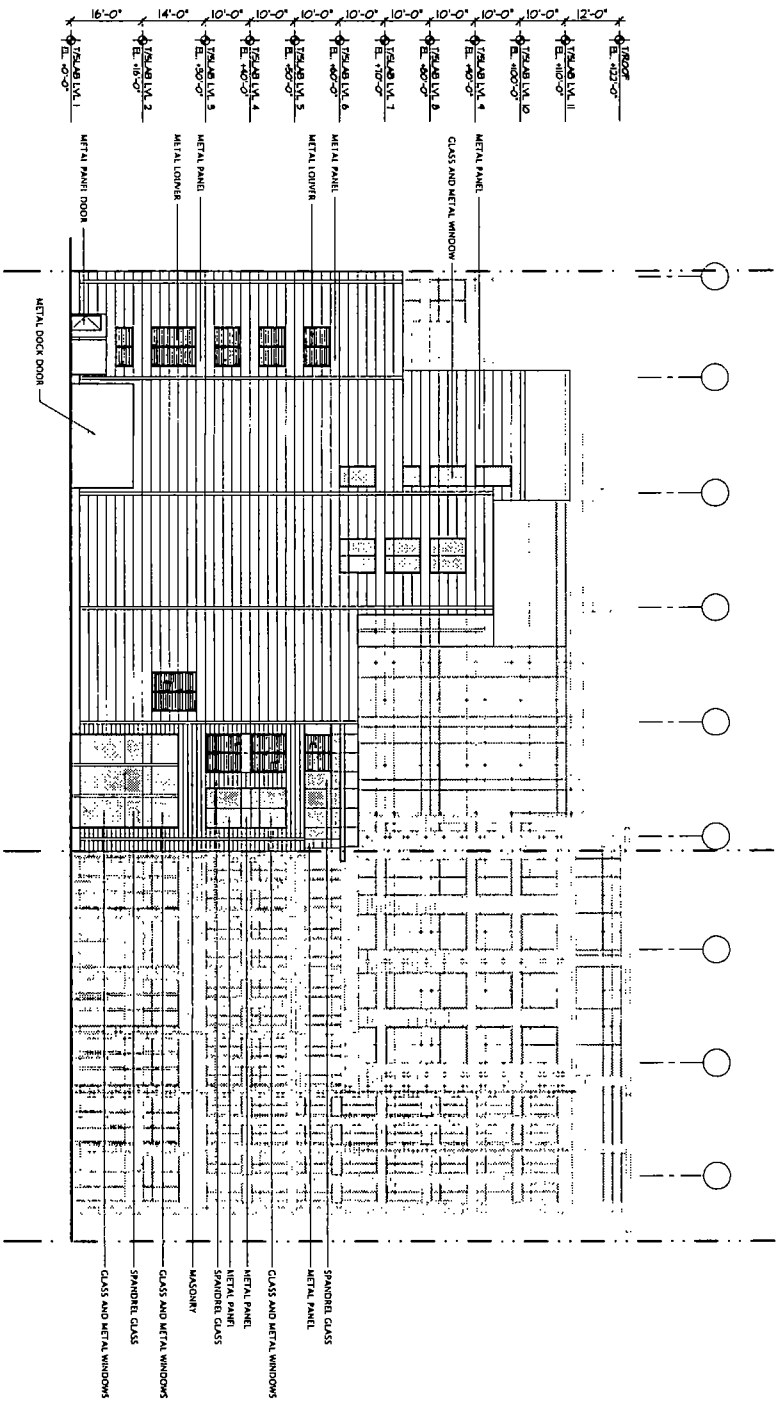 16'-0"
14'-0"
10'-0"
10'-0"
10'-0"
10'-0"
10'-0"
10'-0"
10'-0"
10'-0"
12'-0"
T/SLAB LVL 1
EL. +0'-0"
T/SLAB LVL 2
EL. +16'-0"
T/SLAB LVL 3
EL. +30'-0"
T/SLAB LVL 4
EL. +40'-0"
T/SLAB LVL 5
EL. +50'-0"
T/SLAB LVL 6
EL. +60'-0"
T/SLAB LVL 7
EL. +70'-0"
T/SLAB LVL 8
EL. +80'-0"
T/SLAB LVL 9
EL. +90'-0"
T/SLAB LVL 10
EL. +100'-0"
T/SLAB LVL 11
EL. +110'-0"
T/ROOF
EL. +122'-0"
METAL PANEL DOOR
METAL LOUVER
METAL PANEL
METAL LOUVER
METAL PANEL
GLASS AND METAL WINDOW
METAL PANEL
METAL DOCK DOOR
GLASS AND METAL WINDOWS
SPANDREL GLASS
GLASS AND METAL WINDOWS
MASONRY
SPANDREL GLASS
METAL PANEL
METAL PANEL
GLASS AND METAL WINDOWS
METAL PANEL
SPANDREL GLASS